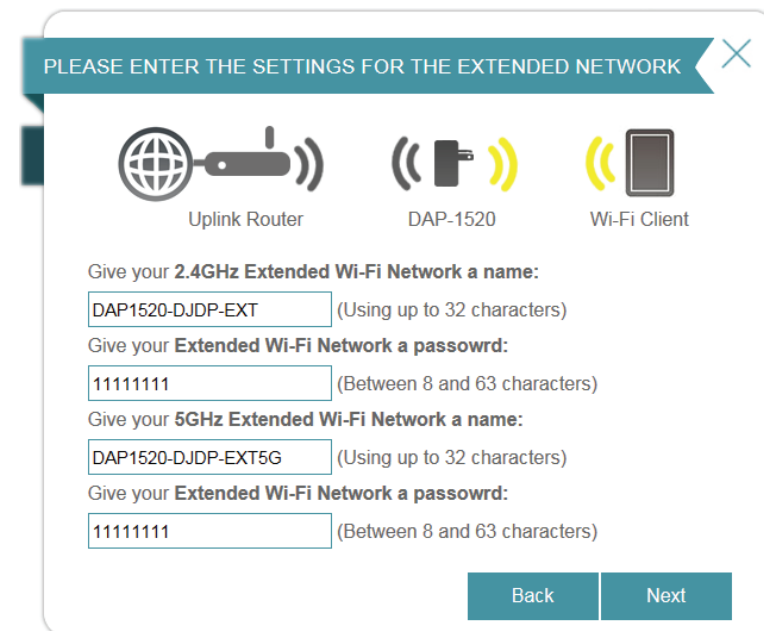 PLEASE ENTER THE SETTINGS FOR THE EXTENDED NETWORK
Uplink Router DAP-1520 Wi-Fi Client
Give your 2.4GHz Extended Wi-Fi Network a name:
DAP1520-DJDP-EXT (Using up to 32 characters)
Give your Extended Wi-Fi Network a passowrd:
11111111 (Between 8 and 63 characters)
Give your 5GHz Extended Wi-Fi Network a name:
DAP1520-DJDP-EXT5G (Using up to 32 characters)
Give your Extended Wi-Fi Network a passowrd:
11111111 (Between 8 and 63 characters)
Back Next